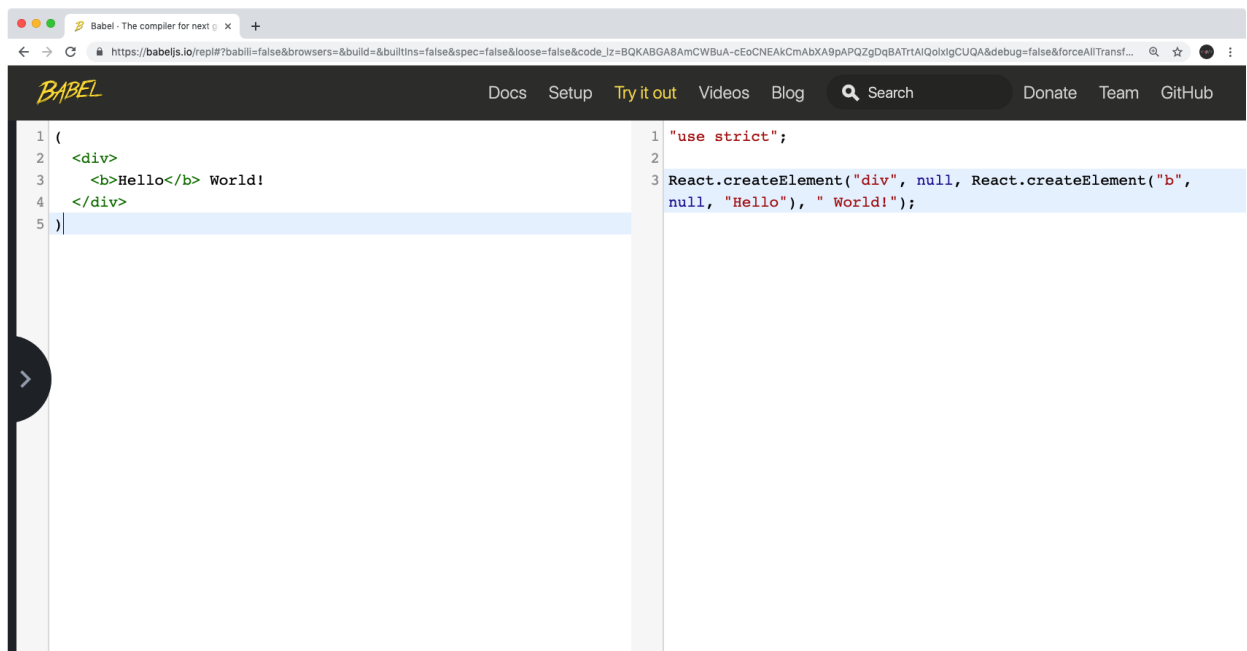 Babel - The compiler for next g
https://babeljs.io/repl#?babili=false&browsers=&build=&builtIns=false&spec=false&loose=false&code_lz=BQKABGA8AmCWBuA-cEoCNEAkCmAbXA9pAPQZgDqBATrtAIQolxIgCUQA&debug=false&forceAllTransf...
BABEL
Docs Setup Try it out Videos Blog Search Donate Team GitHub
1 (
2 <div>
3 <b>Hello</b> World!
4 </div>
5 )
1 "use strict";
2
3 React.createElement("div", null, React.createElement("b",
null, "Hello"), " World!");